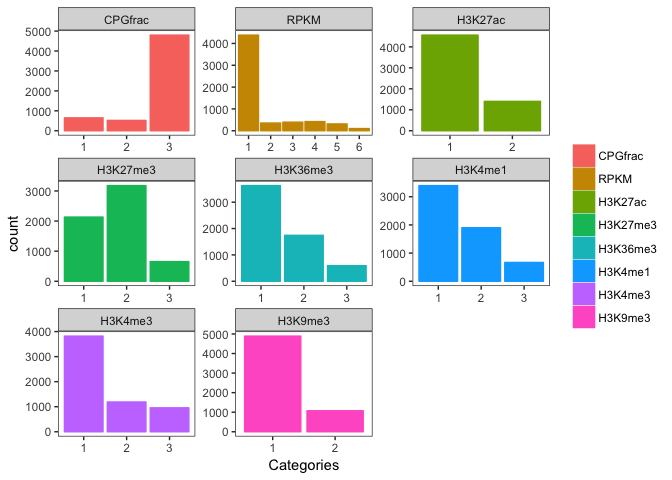 CPGfrac
5000
4000
3000
2000
1000
0
1 2 3
RPKM
4000
3000
2000
1000
0
1 2 3 4 5 6
H3K27ac
4000
3000
2000
1000
0
1 2
H3K27me3
3000
2000
1000
0
1 2 3
H3K36me3
3000
2000
1000
0
1 2 3
H3K4me1
3000
2000
1000
0
1 2 3
H3K4me3
4000
3000
2000
1000
0
1 2 3
H3K9me3
5000
4000
3000
2000
1000
0
1 2
count
Categories
CPGfrac
RPKM
H3K27ac
H3K27me3
H3K36me3
H3K4me1
H3K4me3
H3K9me3